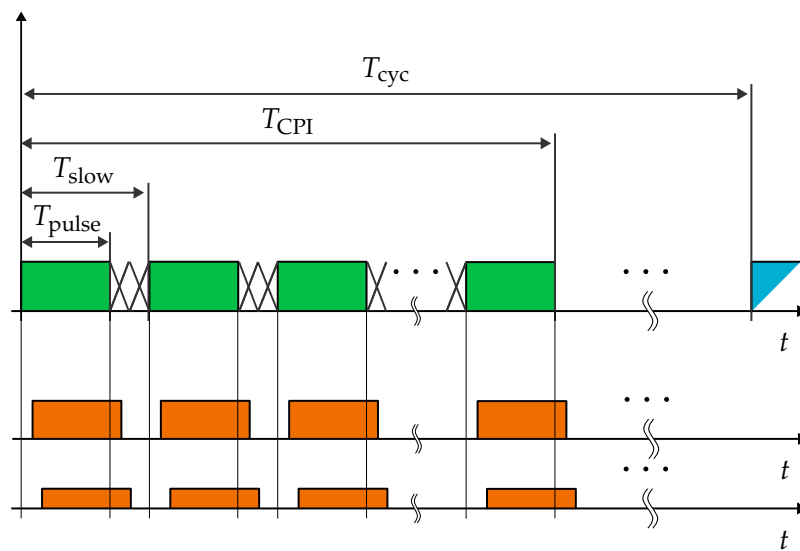 T_cyc
T_CPI
T_slow
T_pulse
. . .
. . .
t
. . .
t
. . .
t